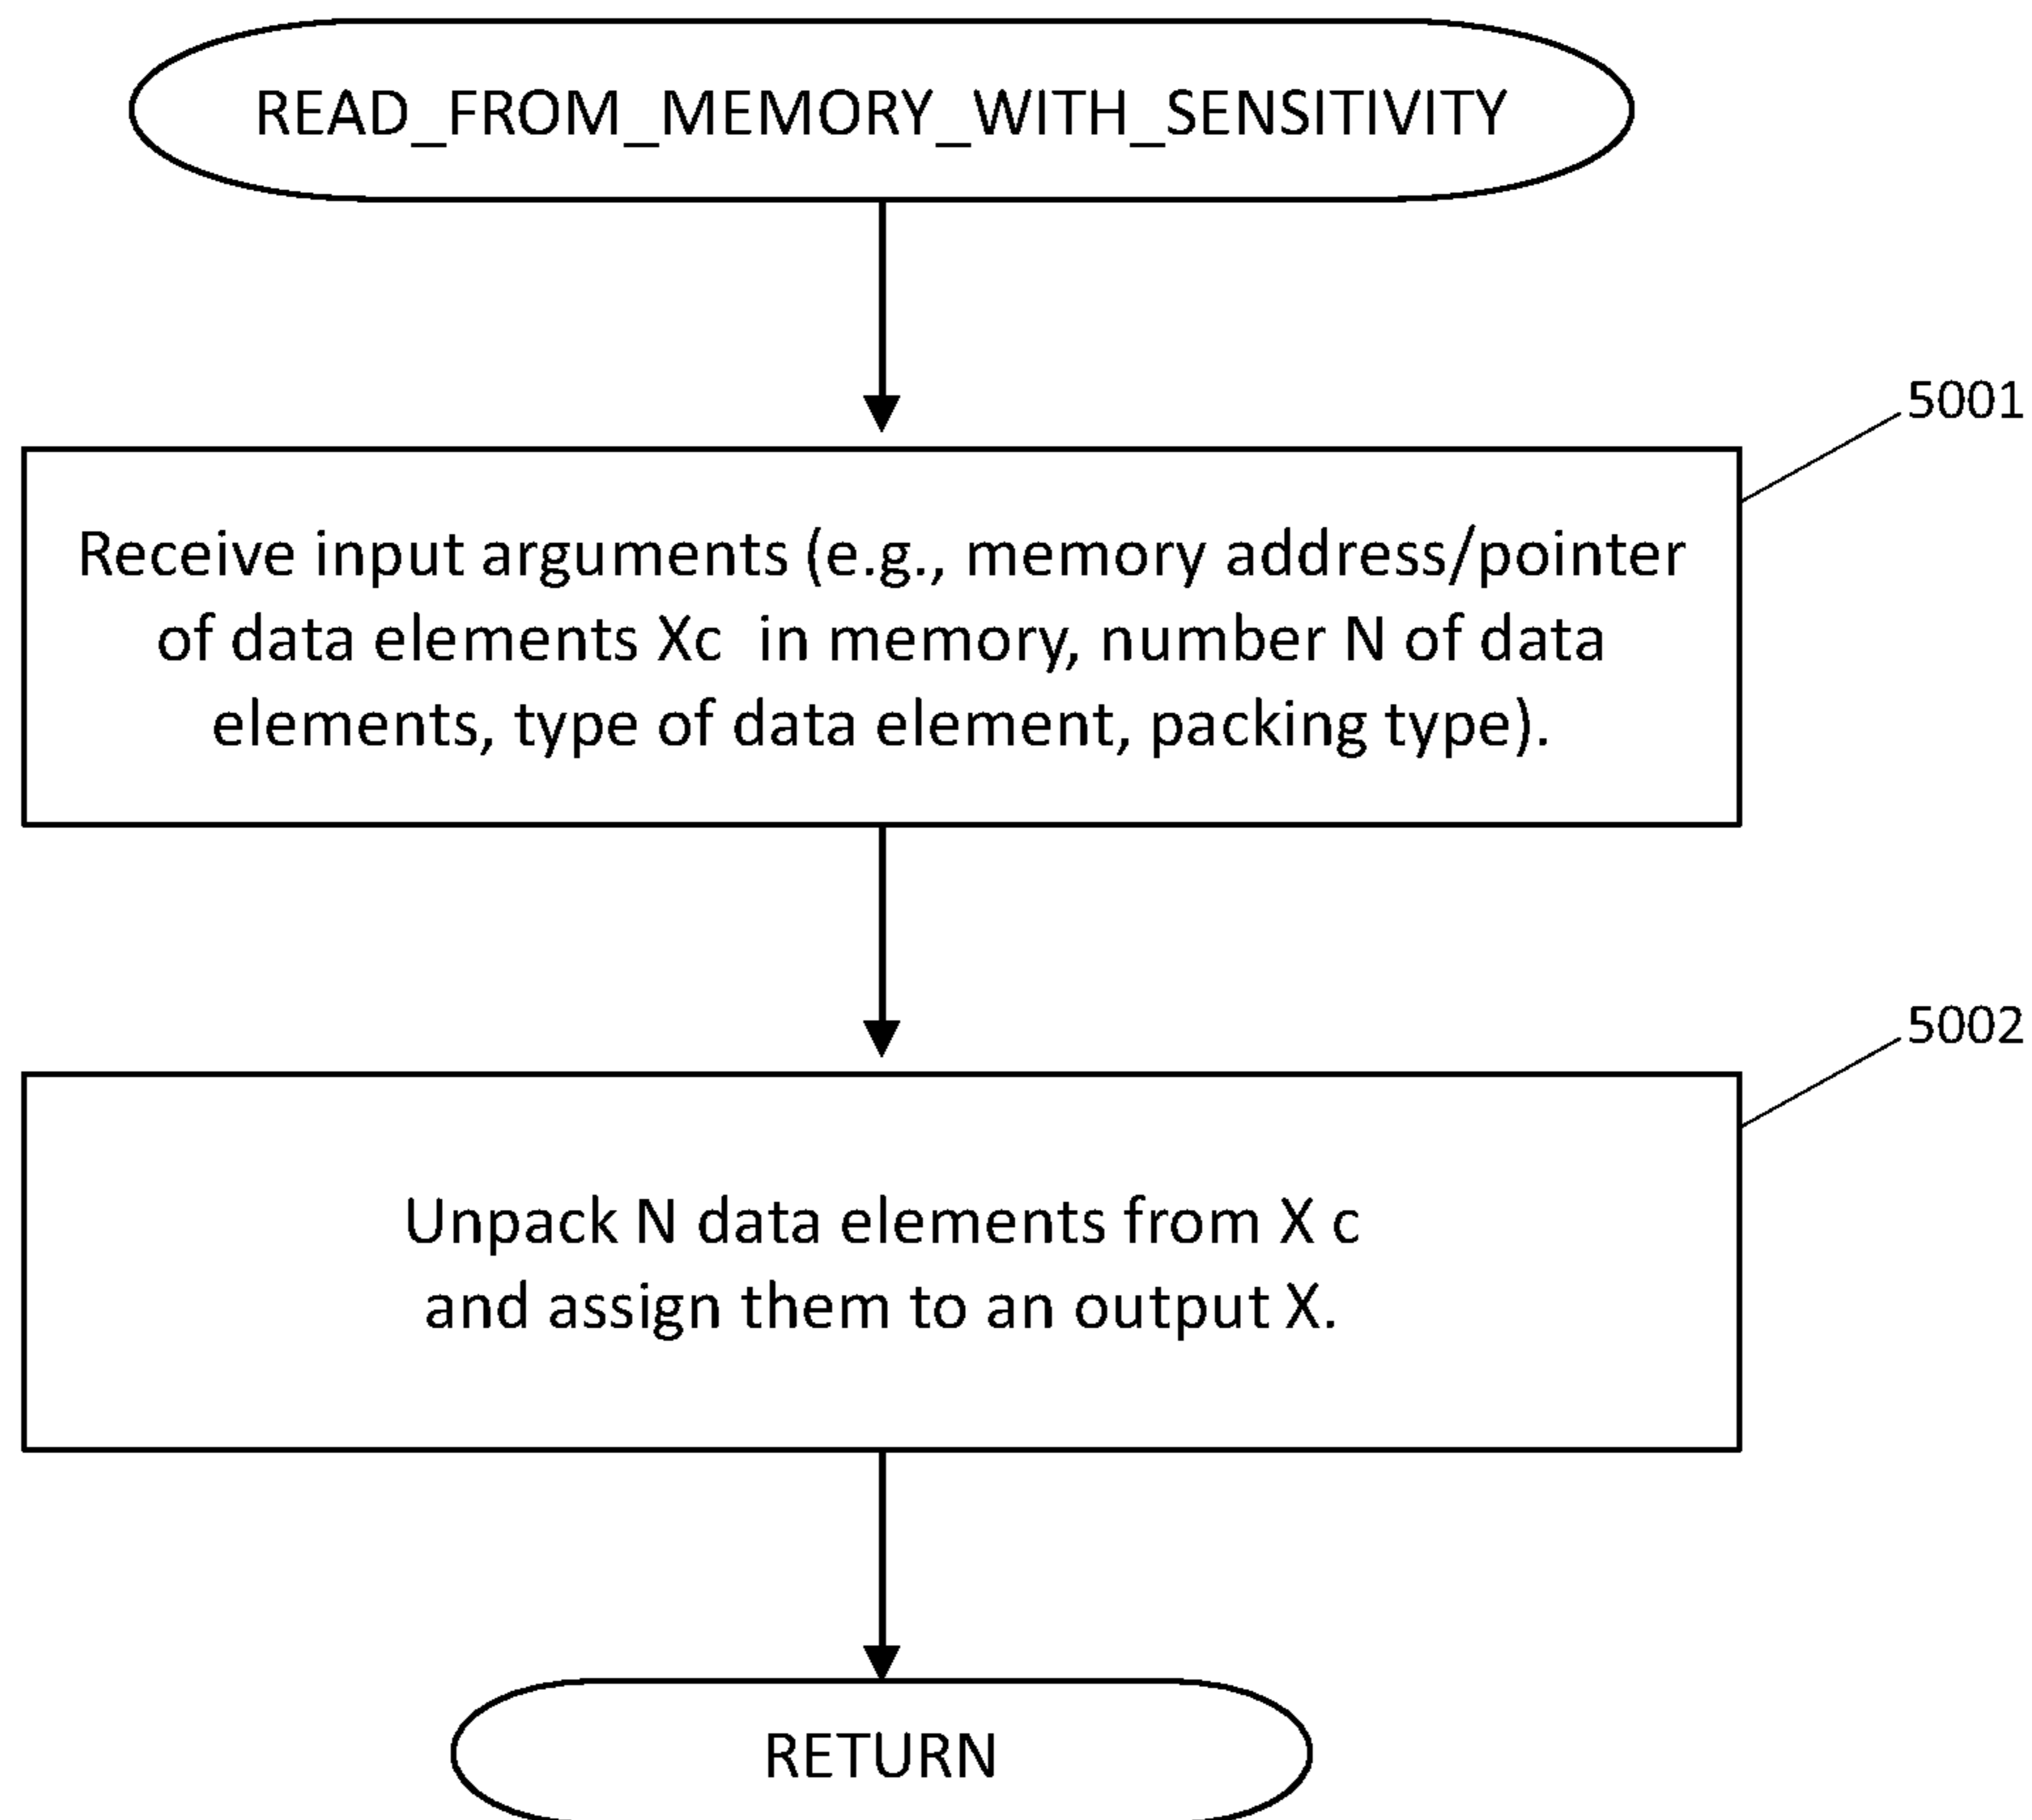 READ_FROM_MEMORY_WITH_SENSITIVITY
5001
Receive input arguments (e.g., memory address/pointer
of data elements Xc in memory, number N of data
elements, type of data element, packing type).
5002
Unpack N data elements from X c
and assign them to an output X.
RETURN